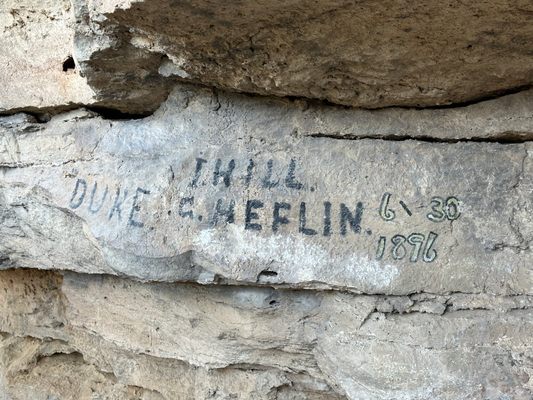 I. HILL.
DUKE. G. HEFLIN. 6\30
1896